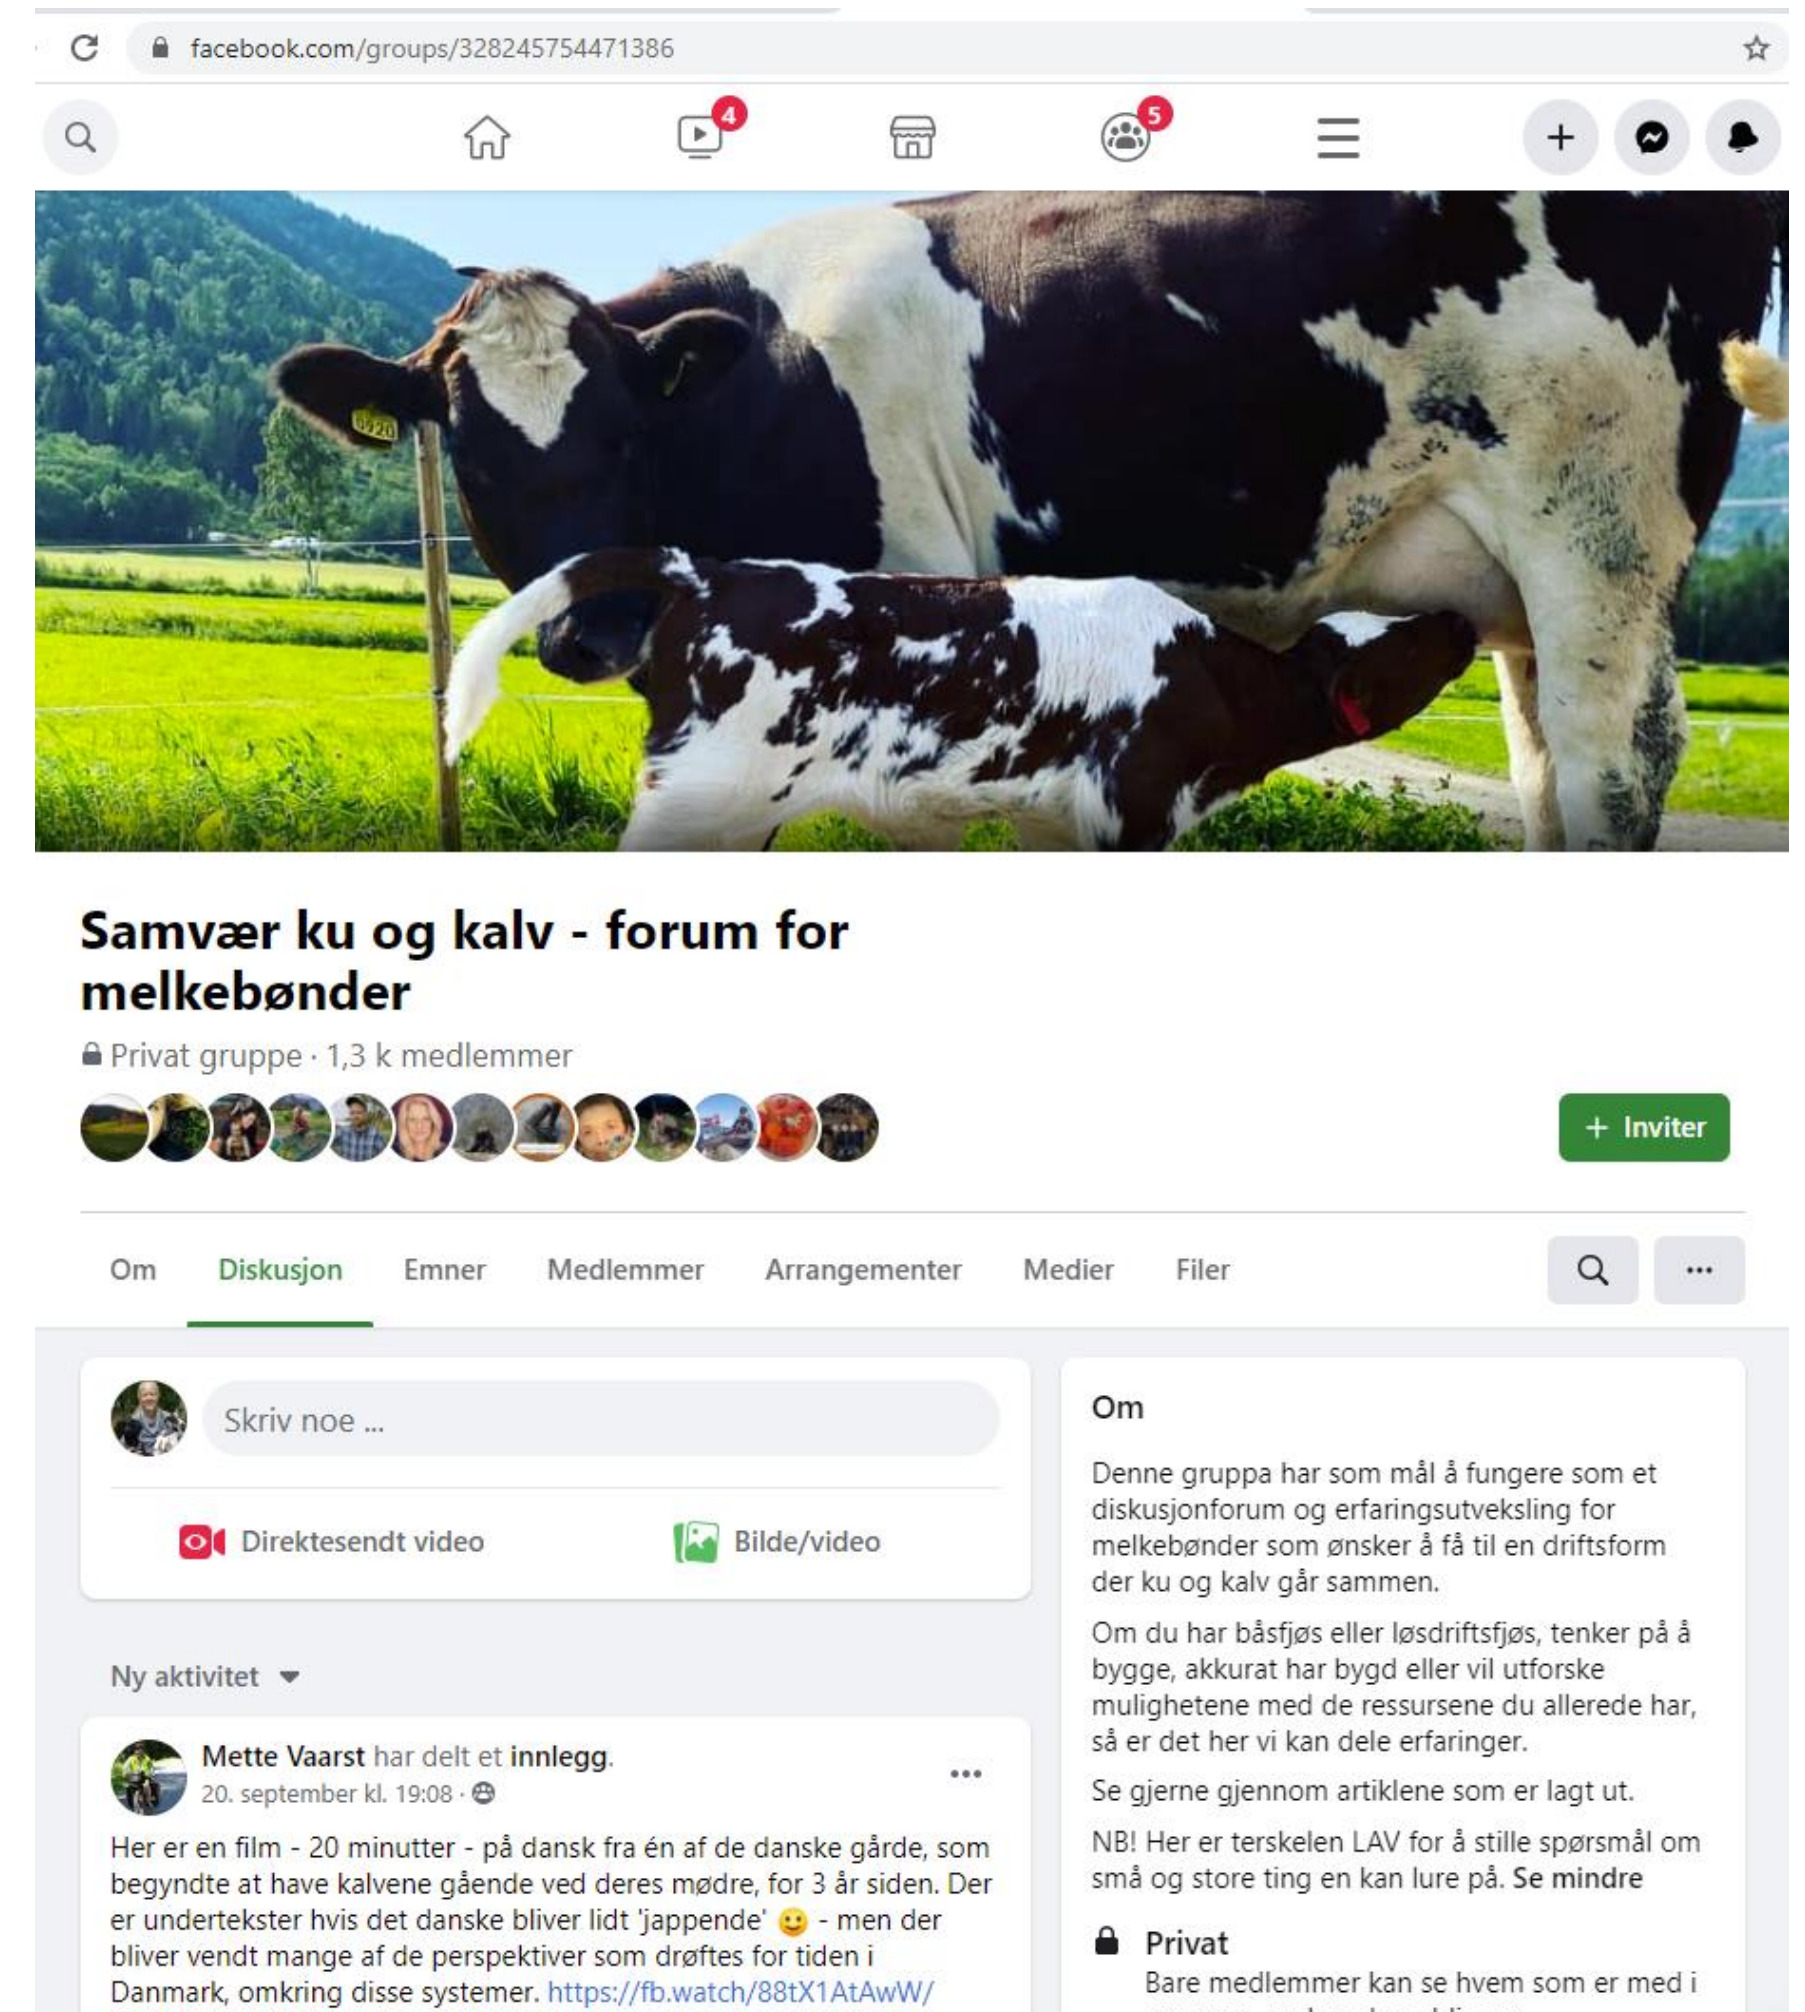 facebook.com/groups/328245754471386
4
5
6920
Samvær ku og kalv - forum for
melkebønder
Privat gruppe · 1,3 k medlemmer
+ Inviter
Om Diskusjon Emner Medlemmer Arrangementer Medier Filer
Skriv noe ...
Direktesendt video Bilde/video
Ny aktivitet
Mette Vaarst har delt et innlegg.
20. september kl. 19:08 ·
Her er en film - 20 minutter - på dansk fra én af de danske gårde, som
begyndte at have kalvene gående ved deres mødre, for 3 år siden. Der
er undertekster hvis det danske bliver lidt 'jappende' 🙂 - men der
bliver vendt mange af de perspektiver som drøftes for tiden i
Danmark, omkring disse systemer. https://fb.watch/88tX1AtAwW/
Om
Denne gruppa har som mål å fungere som et
diskusjonforum og erfaringsutveksling for
melkebønder som ønsker å få til en driftsform
der ku og kalv går sammen.
Om du har båsfjøs eller løsdriftsfjøs, tenker på å
bygge, akkurat har bygd eller vil utforske
mulighetene med de ressursene du allerede har,
så er det her vi kan dele erfaringer.
Se gjerne gjennom artiklene som er lagt ut.
NB! Her er terskelen LAV for å stille spørsmål om
små og store ting en kan lure på. Se mindre
Privat
Bare medlemmer kan se hvem som er med i